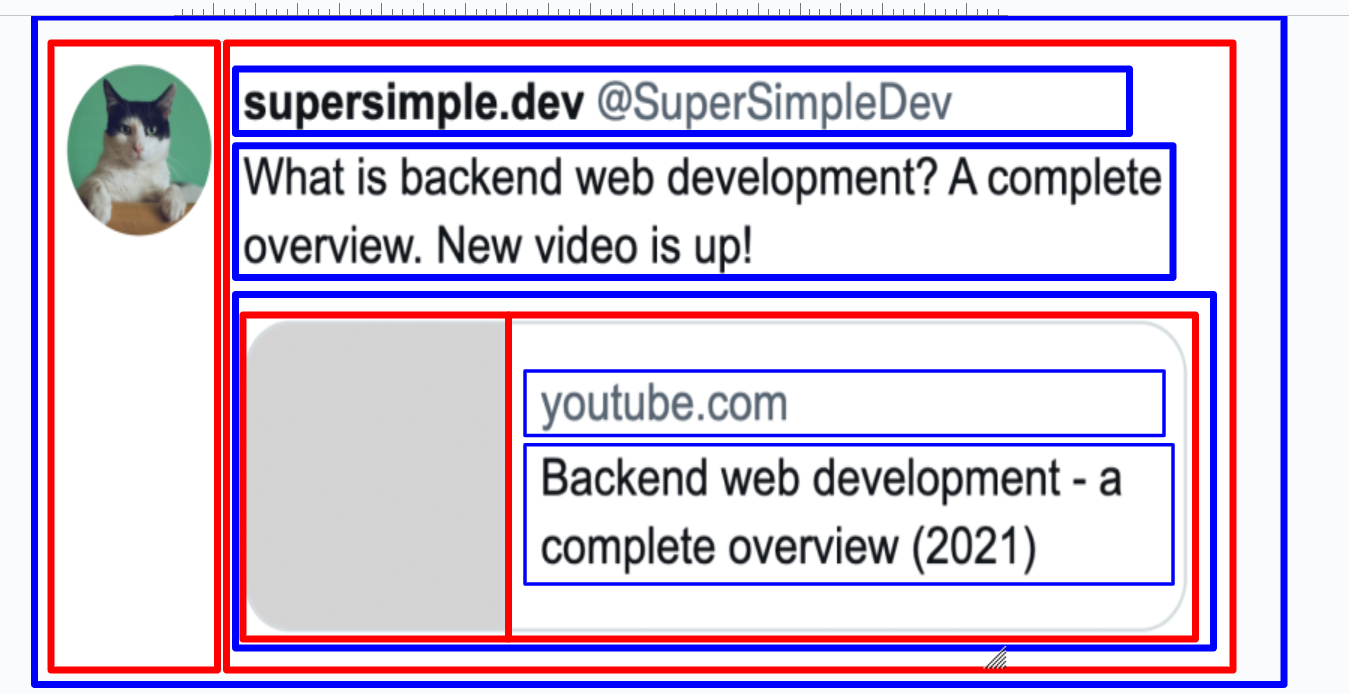 supersimple.dev @SuperSimpleDev
What is backend web development? A complete
overview. New video is up!
youtube.com
Backend web development - a
complete overview (2021)